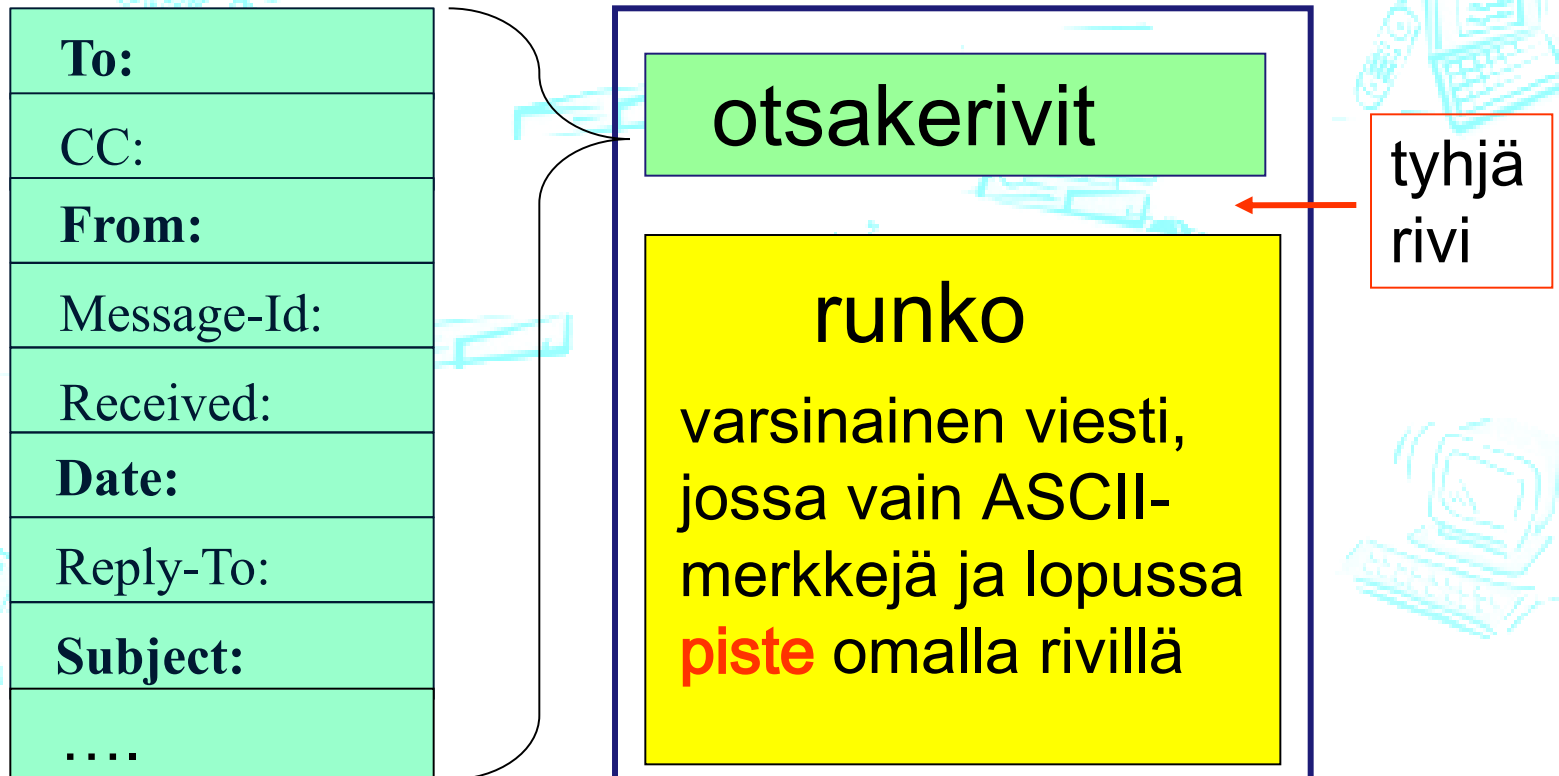 To:
CC:
From:
Message-Id:
Received:
Date:
Reply-To:
Subject:
....
otsakerivit
tyhjä
rivi
runko
varsinainen viesti,
jossa vain ASCII-
merkkejä ja lopussa
piste omalla rivillä